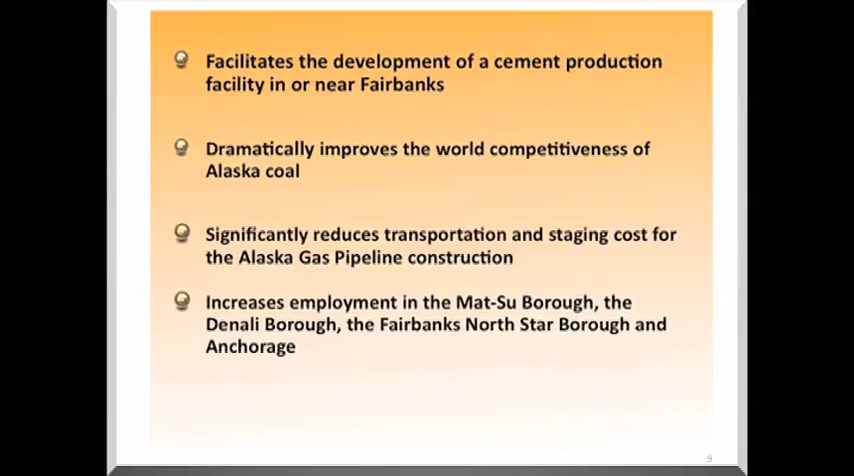 Facilitates the development of a cement production
facility in or near Fairbanks
Dramatically improves the world competitiveness of
Alaska coal
Significantly reduces transportation and staging cost for
the Alaska Gas Pipeline construction
Increases employment in the Mat-Su Borough, the
Denali Borough, the Fairbanks North Star Borough and
Anchorage
9